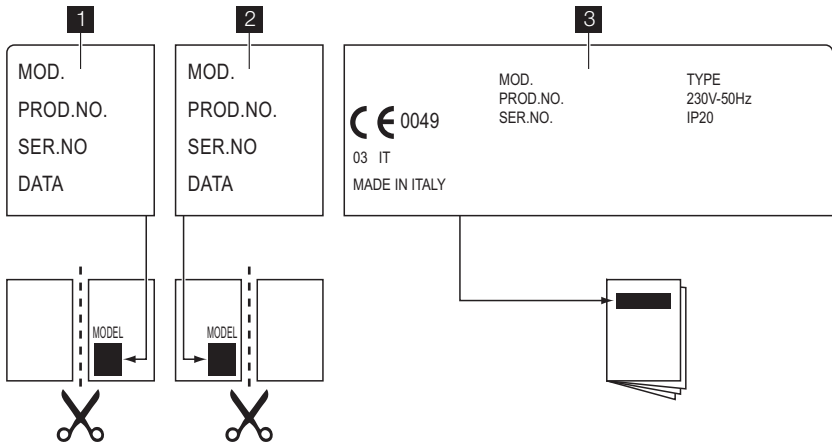 1
2
3
MOD.
PROD.NO.
SER.NO
DATA
MOD.
PROD.NO.
SER.NO
DATA
MOD.
PROD.NO.
SER.NO.
TYPE
230V-50Hz
IP20
CE 0049
03 IT
MADE IN ITALY
MODEL
MODEL